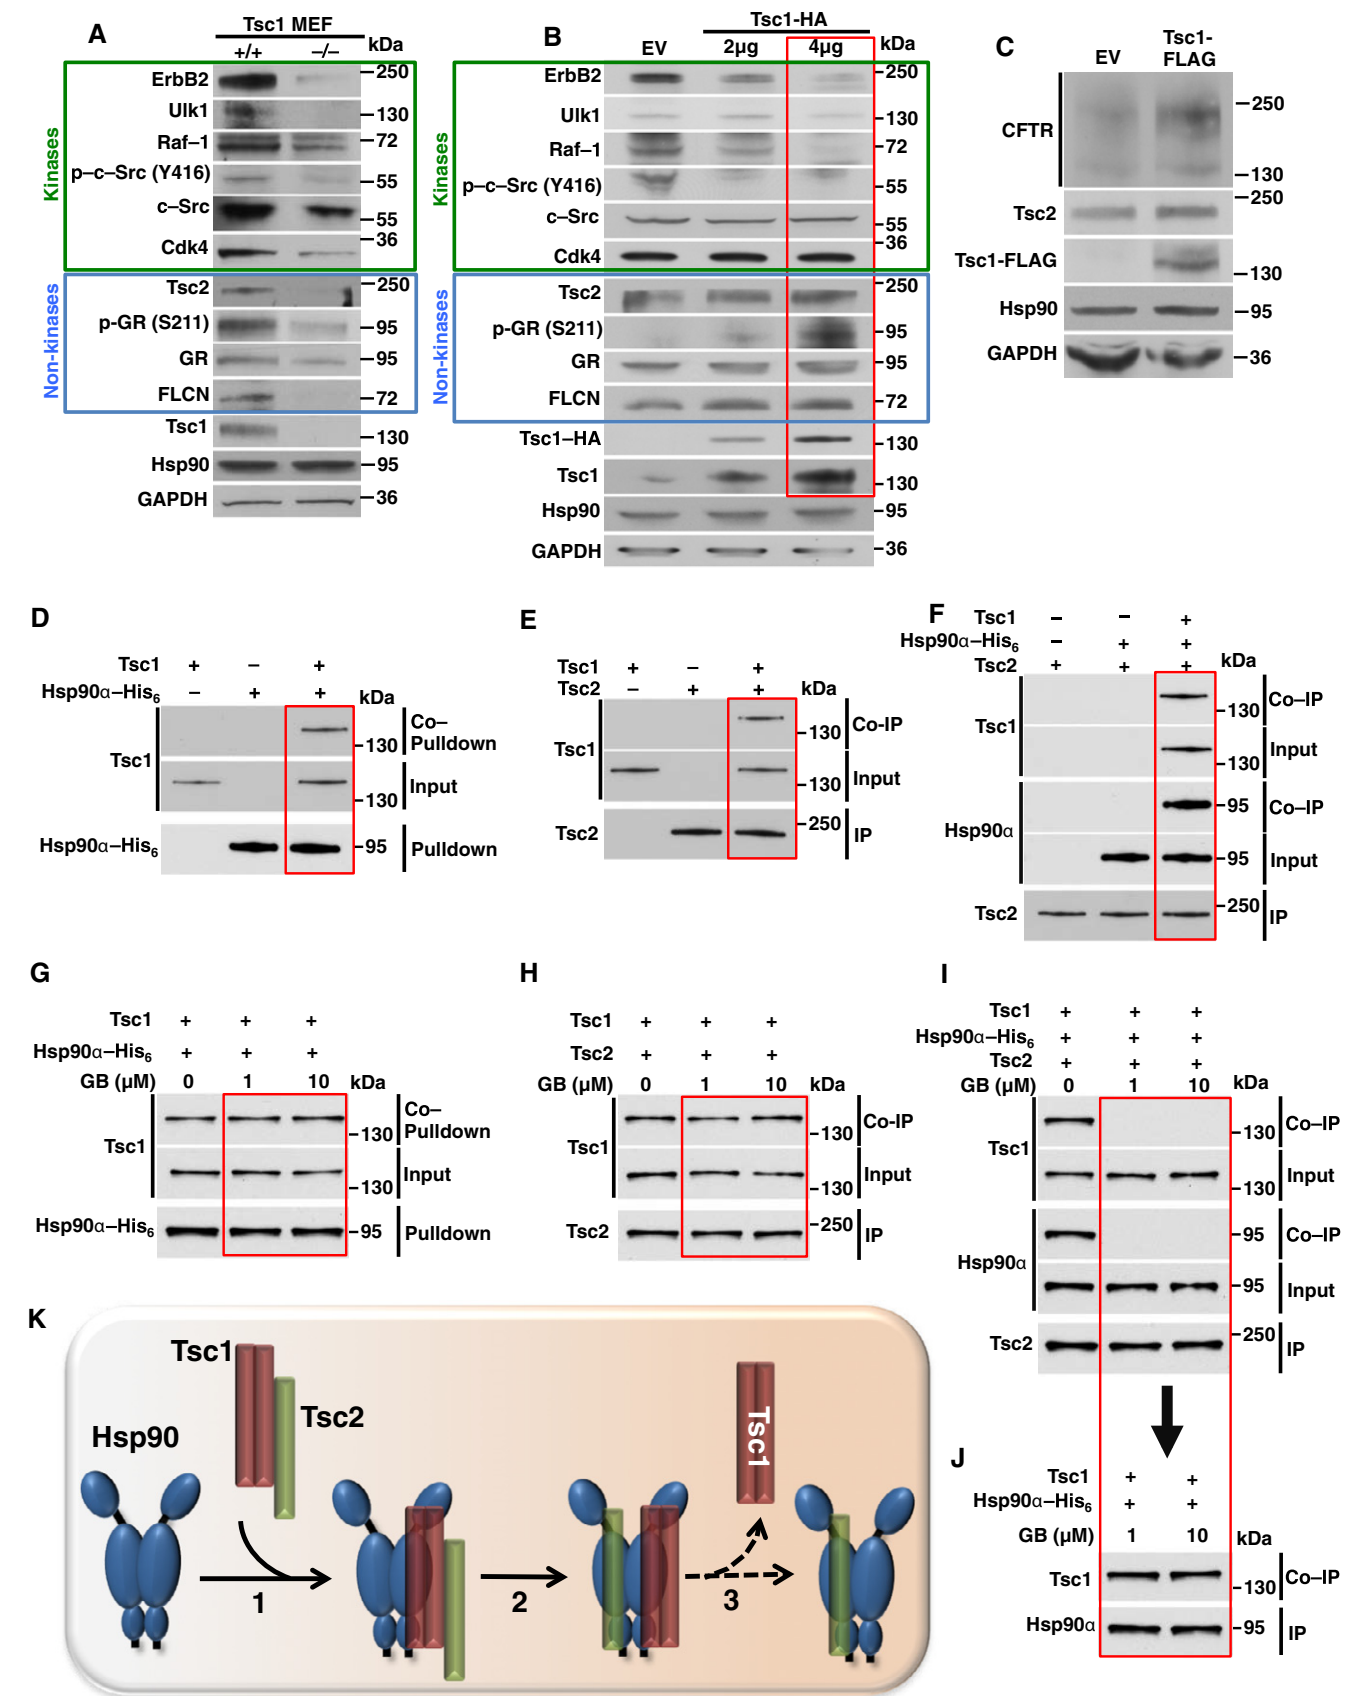 A
Tsc1 MEF
+/+ –/– kDa
Kinases
ErbB2 –250
Ulk1 –130
Raf–1 –72
p–c–Src (Y416) –55
c–Src –55
Cdk4 –36
Non-kinases
Tsc2 –250
p-GR (S211) –95
GR –95
FLCN –72
Tsc1 –130
Hsp90 –95
GAPDH –36
B
Tsc1-HA
EV 2µg 4µg kDa
Kinases
ErbB2 –250
Ulk1 –130
Raf–1 –72
p–c–Src (Y416) –55
c–Src –55
Cdk4 –36
Non-kinases
Tsc2 –250
p-GR (S211) –95
GR –95
FLCN –72
Tsc1–HA –130
Tsc1 –130
Hsp90 –95
GAPDH –36
C
EV Tsc1-
FLAG
CFTR –250
–130
Tsc2 –250
Tsc1-FLAG –130
Hsp90 –95
GAPDH –36
D
Tsc1 + – +
Hsp90α–His6 – + + kDa
Tsc1 –130 Co–
Pulldown
–130 Input
Hsp90α–His6 –95 Pulldown
E
Tsc1 + – +
Tsc2 – + + kDa
Tsc1 –130 Co-IP
–130 Input
Tsc2 –250 IP
F
Tsc1 – – +
Hsp90α–His6 – + +
Tsc2 + + + kDa
Tsc1 –130 Co–IP
–130 Input
Hsp90α –95 Co–IP
–95 Input
Tsc2 –250 IP
G
Tsc1 + + +
Hsp90α–His6 + + +
GB (µM) 0 1 10 kDa
Tsc1 –130 Co–
Pulldown
–130 Input
Hsp90α–His6 –95 Pulldown
H
Tsc1 + + +
Tsc2 + + +
GB (µM) 0 1 10 kDa
Tsc1 –130 Co-IP
–130 Input
Tsc2 –250 IP
I
Tsc1 + + +
Hsp90α–His6 + + +
Tsc2 + + +
GB (µM) 0 1 10 kDa
Tsc1 –130 Co–IP
–130 Input
Hsp90α –95 Co–IP
–95 Input
Tsc2 –250 IP
J
Tsc1 + +
Hsp90α–His6 + +
GB (µM) 1 10 kDa
Tsc1 –130 Co–IP
Hsp90α –95 IP
K
Tsc1
Tsc2
Hsp90
Tsc1
1
2
3